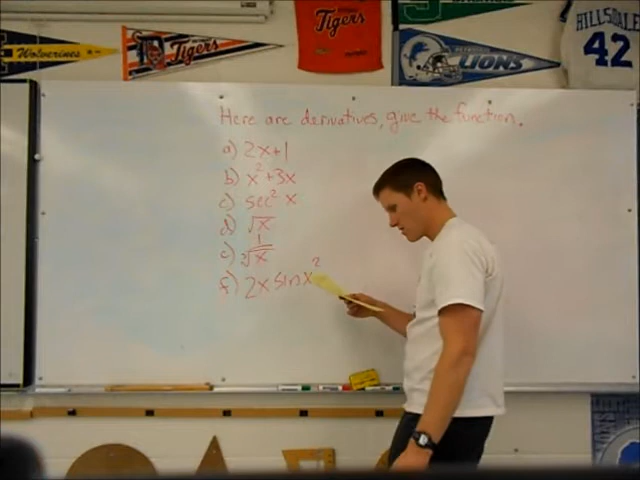 Wolverines
Tigers
Tigers
LIONS
HILLSDALE
42
Here are derivatives, give the function.
a) 2x+1
b) x²+3x
c) sec² x
d) √x
e) 1/∛x
f) 2x sin x²